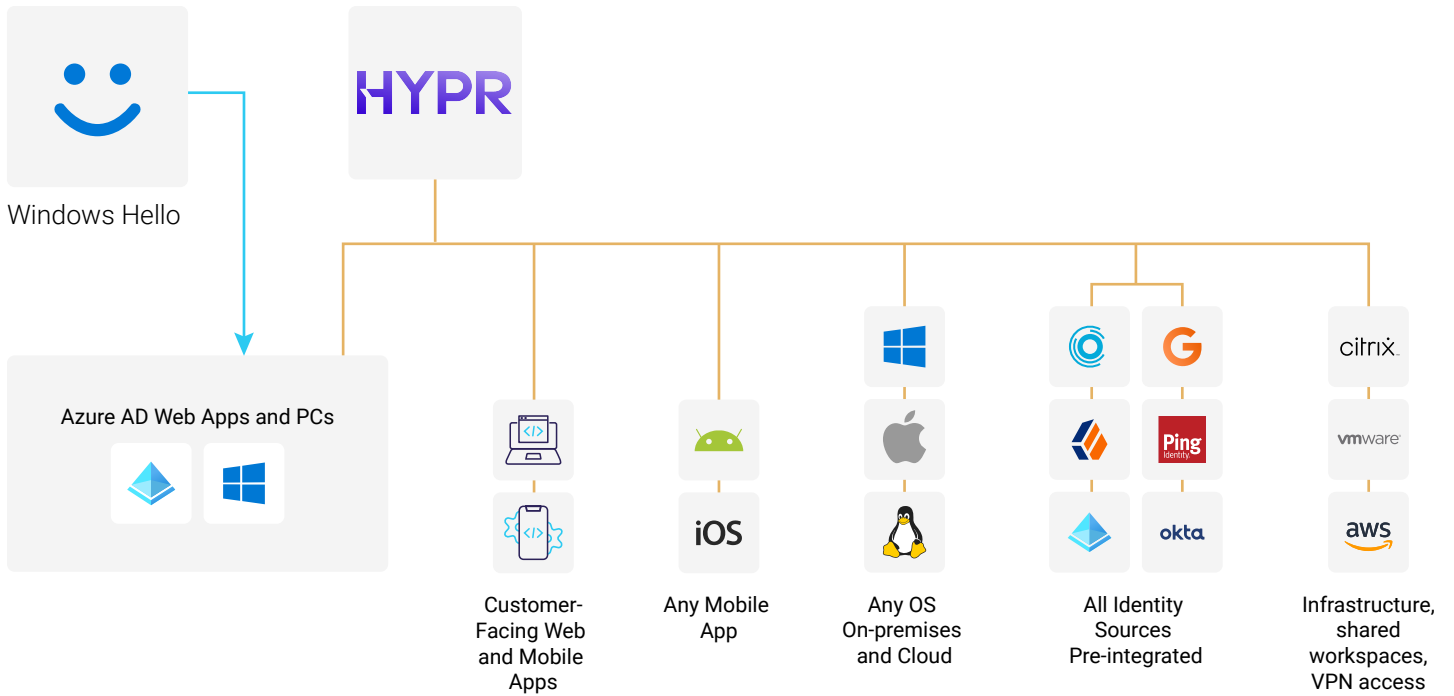 HYPR
Windows Hello
Azure AD Web Apps and PCs
</>
</>
iOS
Customer-
Facing Web
and Mobile
Apps
Any Mobile
App
Any OS
On-premises
and Cloud
G
Ping
Identity.
okta
All Identity
Sources
Pre-integrated
citrix
vmware
aws
Infrastructure,
shared
workspaces,
VPN access